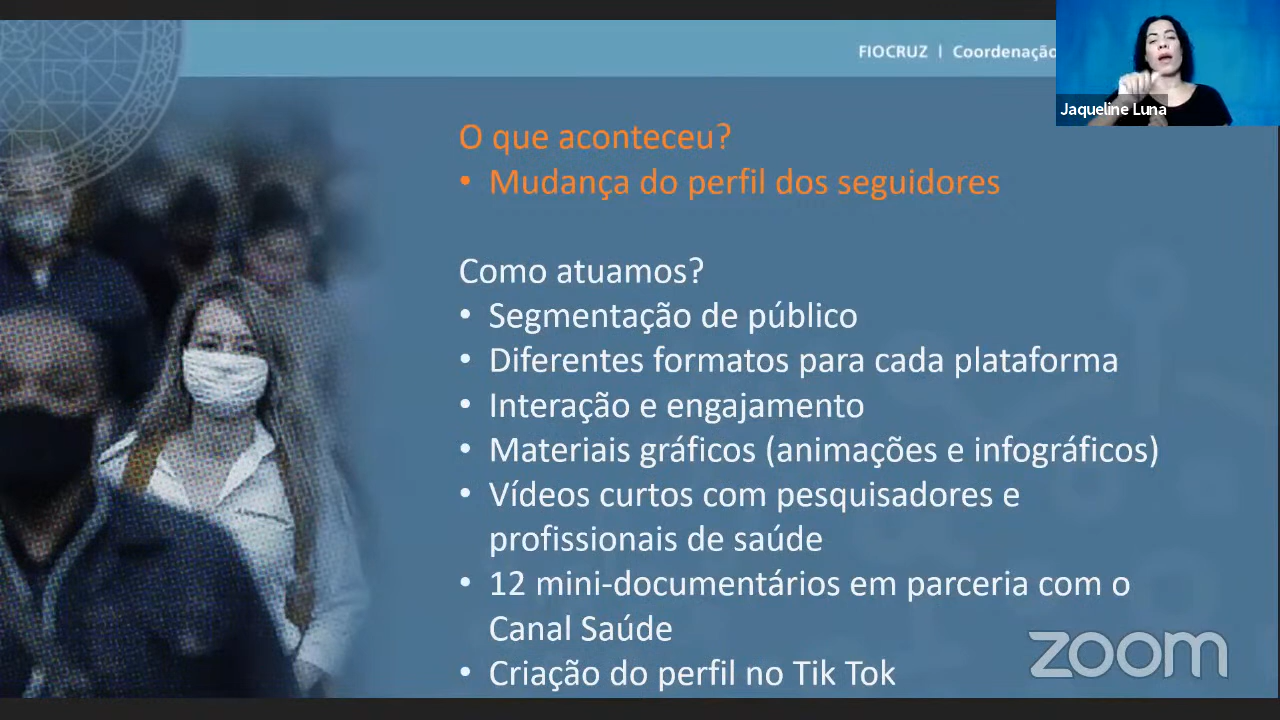 FIOCRUZ | Coordenação
Jaqueline Luna
O que aconteceu?
• Mudança do perfil dos seguidores
Como atuamos?
• Segmentação de público
• Diferentes formatos para cada plataforma
• Interação e engajamento
• Materiais gráficos (animações e infográficos)
• Vídeos curtos com pesquisadores e
profissionais de saúde
• 12 mini-documentários em parceria com o
Canal Saúde
• Criação do perfil no Tik Tok
zoom